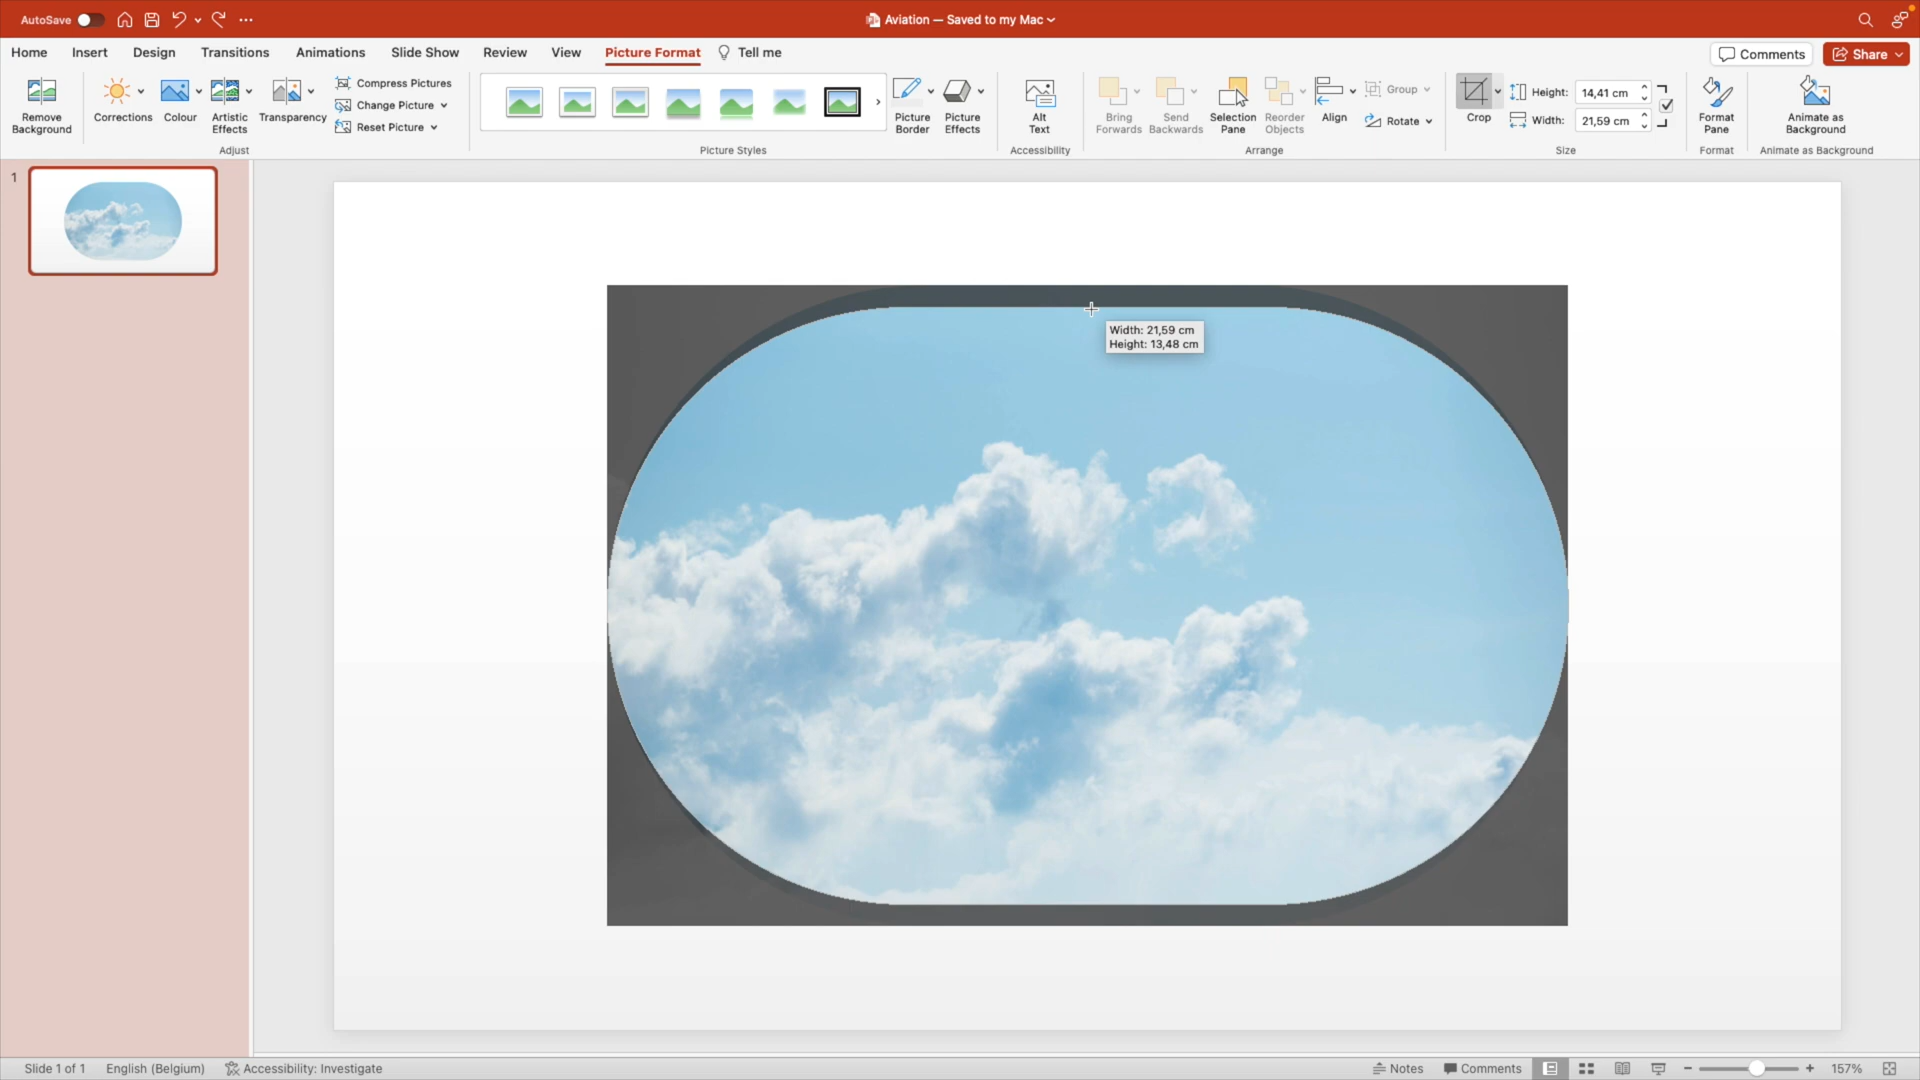 AutoSave
Aviation — Saved to my Mac
Home Insert Design Transitions Animations Slide Show Review View Picture Format Tell me
Comments Share
Remove Background
Corrections
Colour
Artistic Effects
Transparency
Compress Pictures
Change Picture
Reset Picture
Adjust
Picture Styles
Picture Border
Picture Effects
Alt Text
Accessibility
Bring Forwards
Send Backwards
Selection Pane
Reorder Objects
Align
Group
Rotate
Arrange
Crop
Height: 14,41 cm
Width: 21,59 cm
Size
Format Pane
Format
Animate as Background
Animate as Background
1
Width: 21,59 cm
Height: 13,48 cm
Slide 1 of 1 English (Belgium) Accessibility: Investigate
Notes Comments 157%